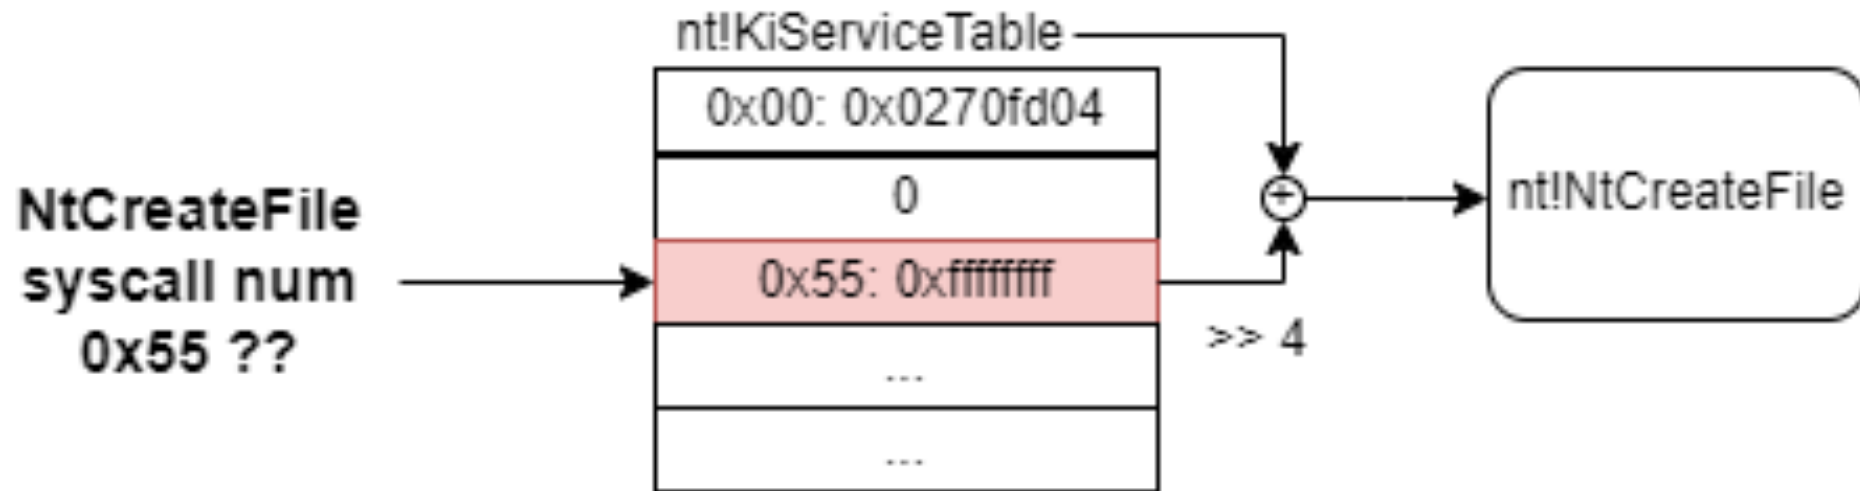 nt!KiServiceTable
0x00: 0x0270fd04
0
NtCreateFile
syscall num
0x55 ??
0x55: 0xffffffff
>> 4
...
...
+
nt!NtCreateFile